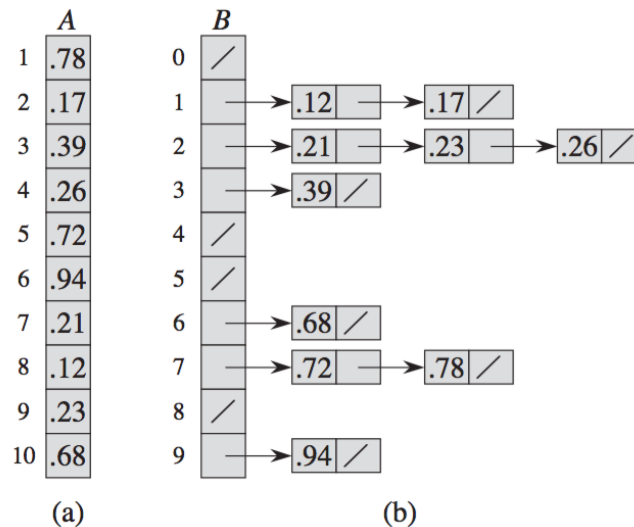 A B
1 .78 0 /
2 .17 1 .12 .17 /
3 .39 2 .21 .23 .26 /
4 .26 3 .39 /
5 .72 4 /
6 .94 5 /
7 .21 6 .68 /
8 .12 7 .72 .78 /
9 .23 8 /
10 .68 9 .94 /
(a) (b)